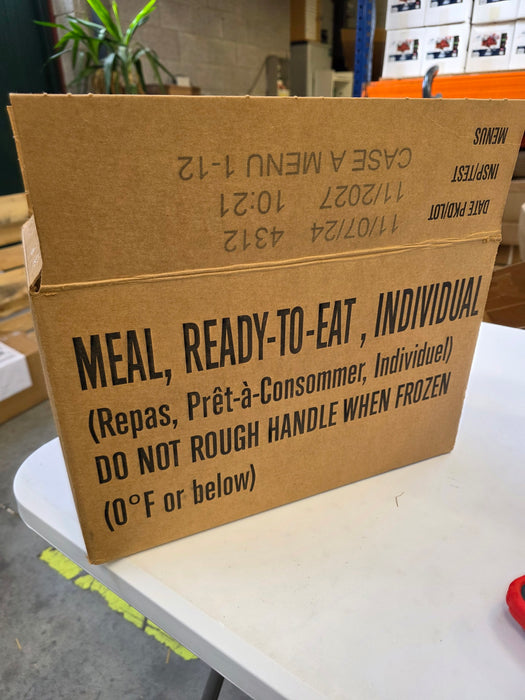 DATE PKD/LOT 11/07/24 4312
INSP/TEST 11/2027 10:21
MENUS CASE A MENU 1-12
MEAL, READY-TO-EAT , INDIVIDUAL
(Repas, Prêt-à-Consommer, Individuel)
DO NOT ROUGH HANDLE WHEN FROZEN
(0°F or below)